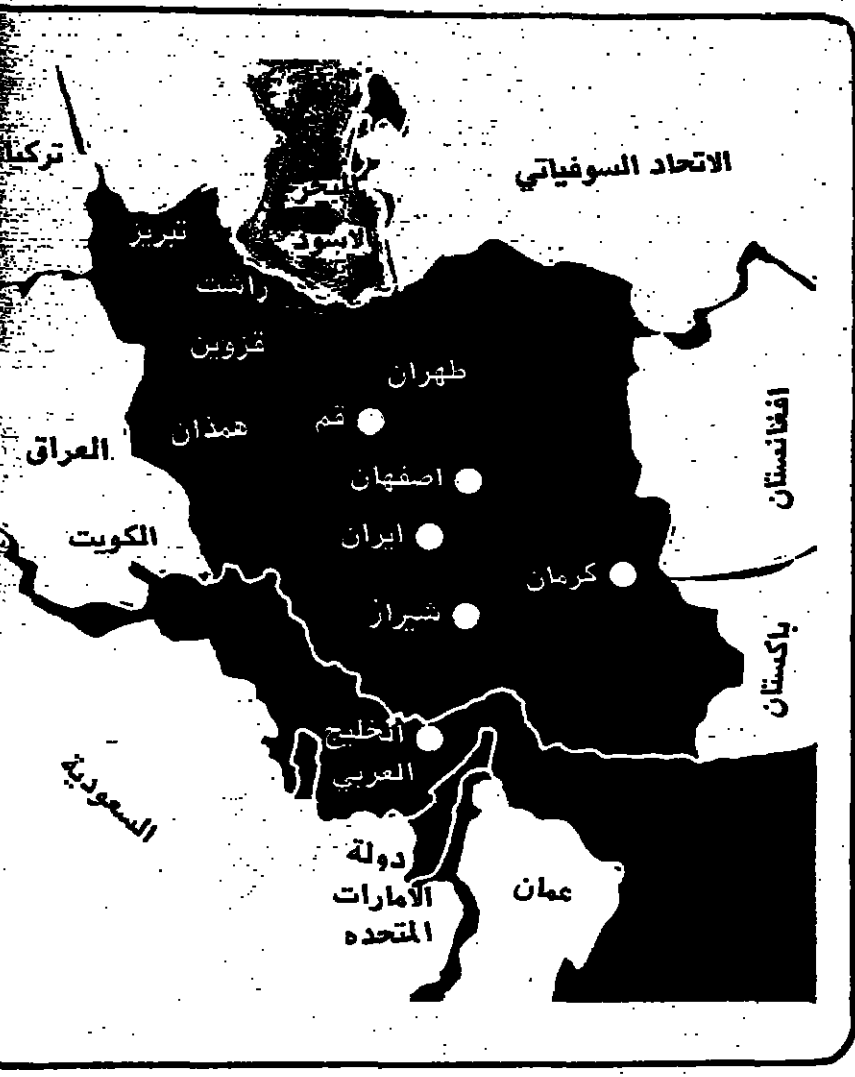 تركيا
الاتحاد السوفياتي
البحر
الاسود
تبريز
راشت
قزوين
طهران
همذان
قم
العراق
افغانستان
اصفهان
الكويت
ايران
كرمان
شيراز
باكستان
الخليج
العربي
السعودية
دولة
الامارات
المتحده
عمان